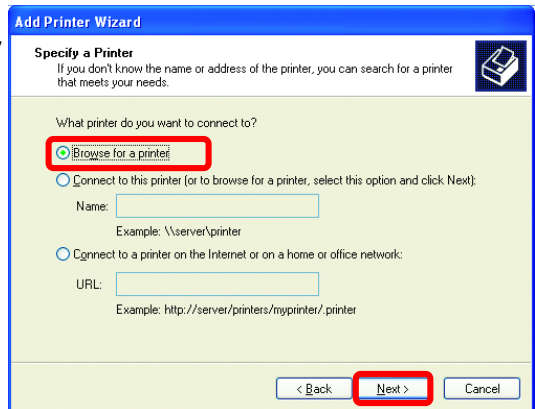 Add Printer Wizard
Specify a Printer
If you don't know the name or address of the printer, you can search for a printer
that meets your needs.
What printer do you want to connect to?
Browse for a printer
Connect to this printer (or to browse for a printer, select this option and click Next):
Name:
Example: \\server\printer
Connect to a printer on the Internet or on a home or office network:
URL:
Example: http://server/printers/myprinter/.printer
< Back Next > Cancel